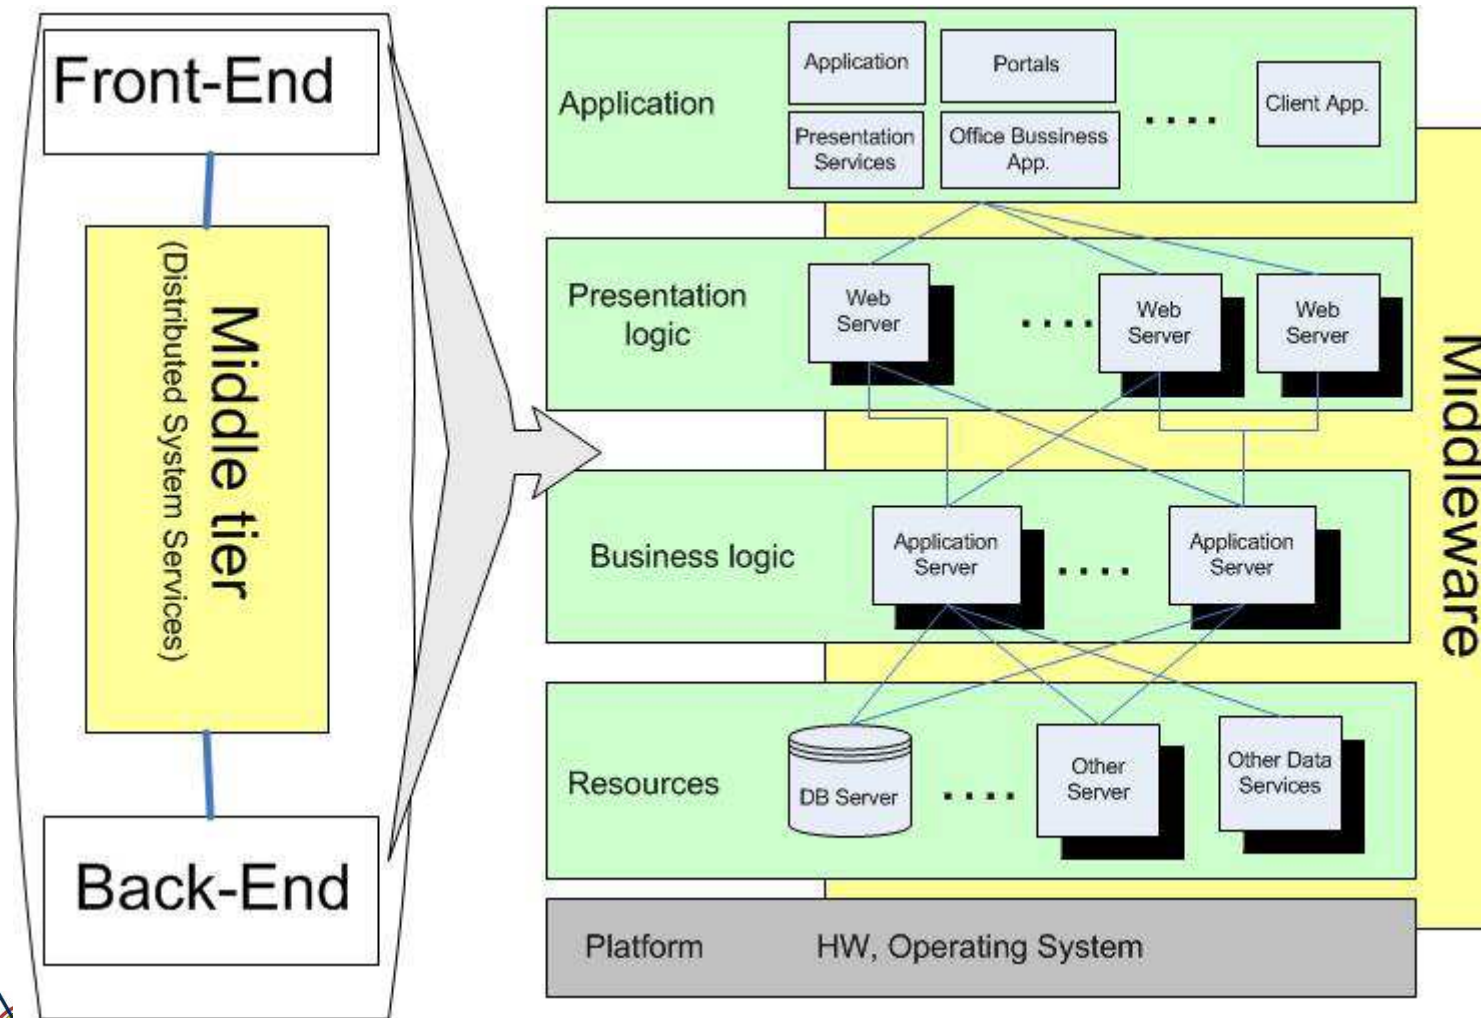 Front-End
Middle tier
(Distributed System Services)
Back-End
Application
Application
Portals
Presentation
Services
Office Bussiness
App.
....
Client App.
Presentation
logic
Web
Server
....
Web
Server
Web
Server
Business logic
Application
Server
....
Application
Server
Resources
DB Server
....
Other
Server
Other Data
Services
Platform
HW, Operating System
Middleware